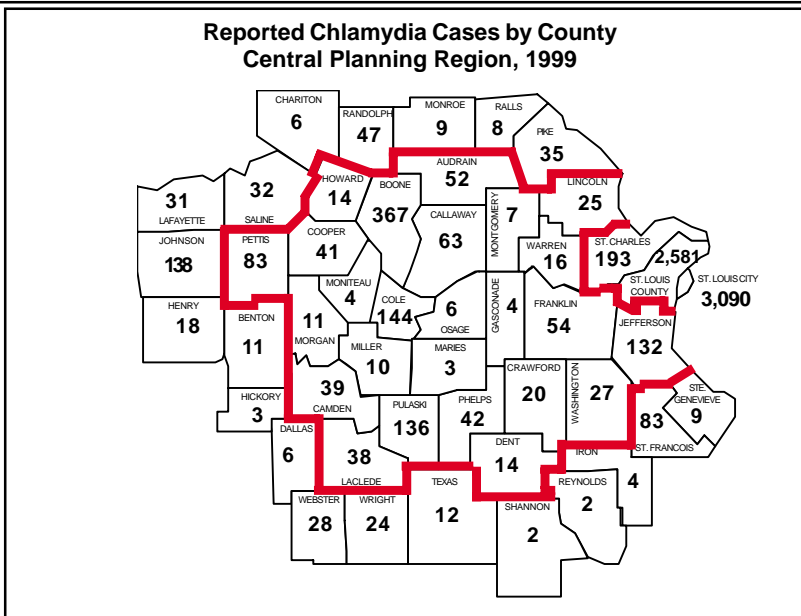 Reported Chlamydia Cases by County
Central Planning Region, 1999
CHARITON
6
RANDOLPH
47
MONROE
9
RALLS
8
PIKE
35
31
LAFAYETTE
32
SALINE
HOWARD
14
BOONE
367
AUDRAIN
52
LINCOLN
25
JOHNSON
138
PETTIS
83
COOPER
41
CALLAWAY
63
MONTGOMERY
7
WARREN
16
ST. CHARLES
193
2,581
ST. LOUIS
COUNTY
ST. LOUIS CITY
3,090
HENRY
18
BENTON
11
MONITEAU
4
11
MORGAN
COLE
144
6
OSAGE
GASCONADE
4
FRANKLIN
54
JEFFERSON
132
MILLER
10
MARIES
3
HICKORY
3
39
CAMDEN
PULASKI
136
PHELPS
42
CRAWFORD
20
WASHINGTON
27
83
ST. FRANCOIS
STE.
GENEVIEVE
9
DALLAS
6
38
LACLEDE
DENT
14
IRON
4
REYNOLDS
2
WEBSTER
28
WRIGHT
24
TEXAS
12
SHANNON
2